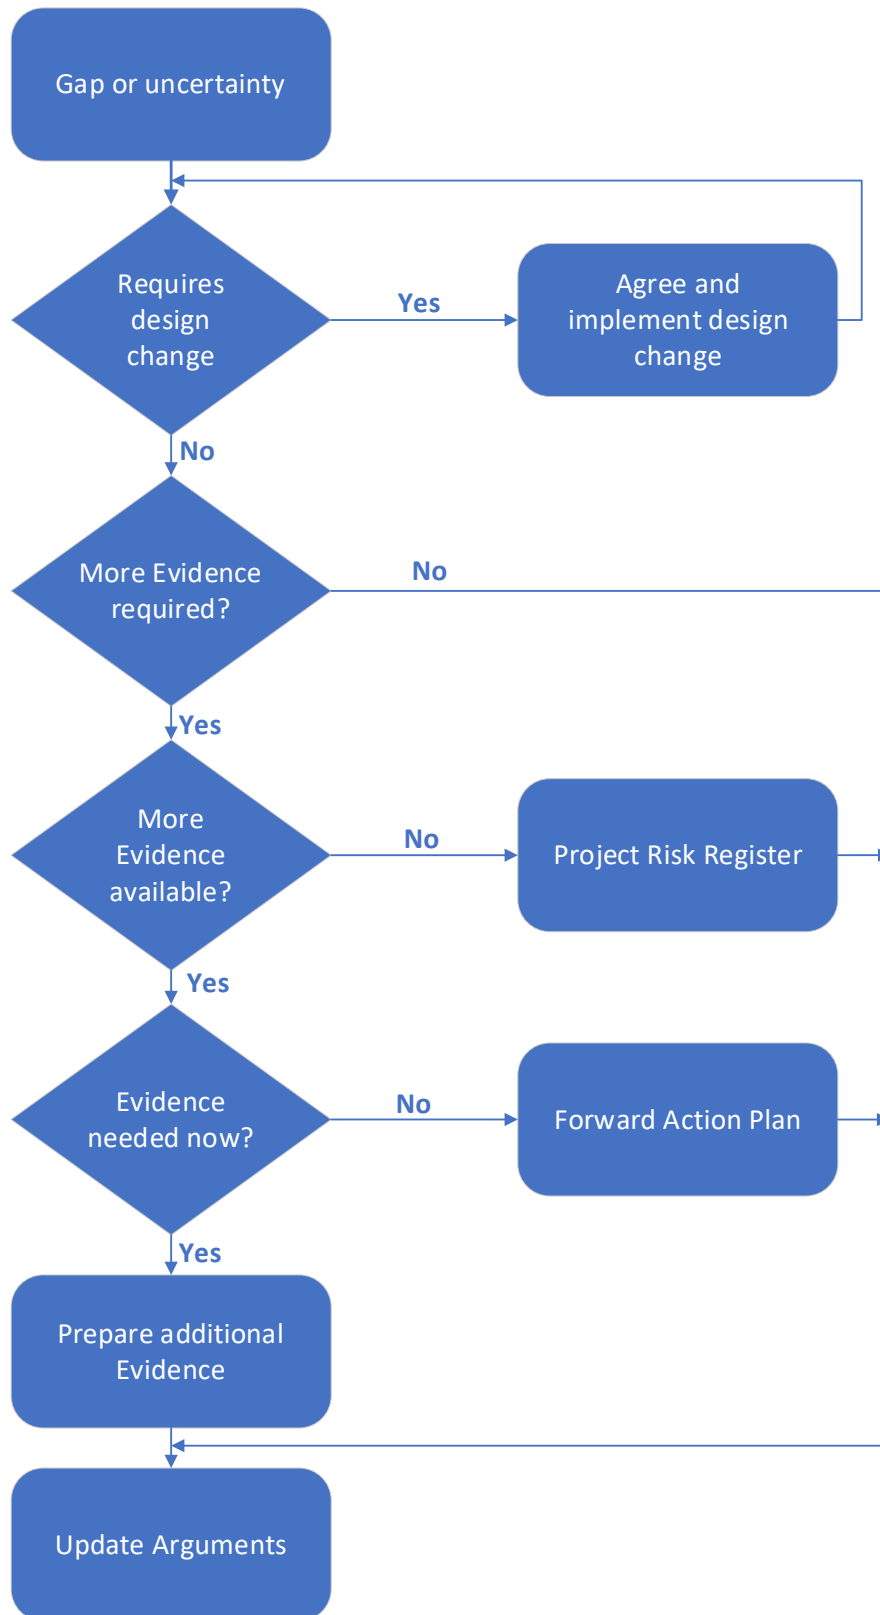 Gap or uncertainty
Requires
design
change
Yes
Agree and
implement design
change
No
More Evidence
required?
No
Yes
More
Evidence
available?
No
Project Risk Register
Yes
Evidence
needed now?
No
Forward Action Plan
Yes
Prepare additional
Evidence
Update Arguments